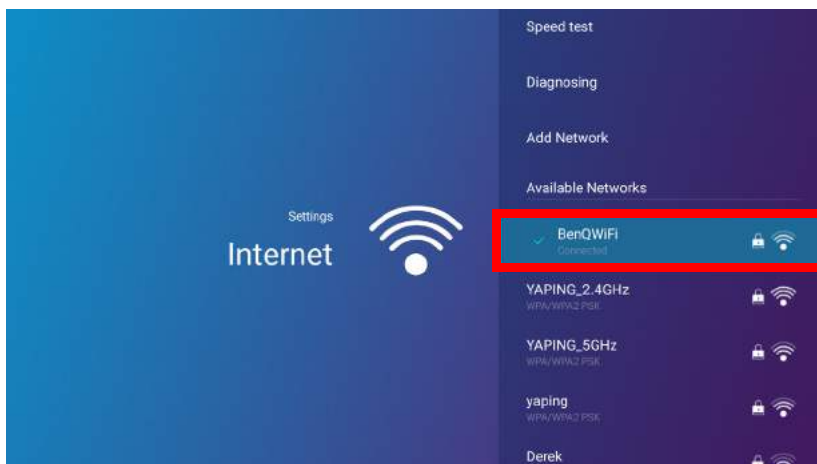 Speed test
Diagnosing
Add Network
Available Networks
Settings
Internet
BenQWiFi
Connected
YAPING_2.4GHz
WPA/WPA2 PSK
YAPING_5GHz
WPA/WPA2 PSK
yaping
WPA/WPA2 PSK
Derek